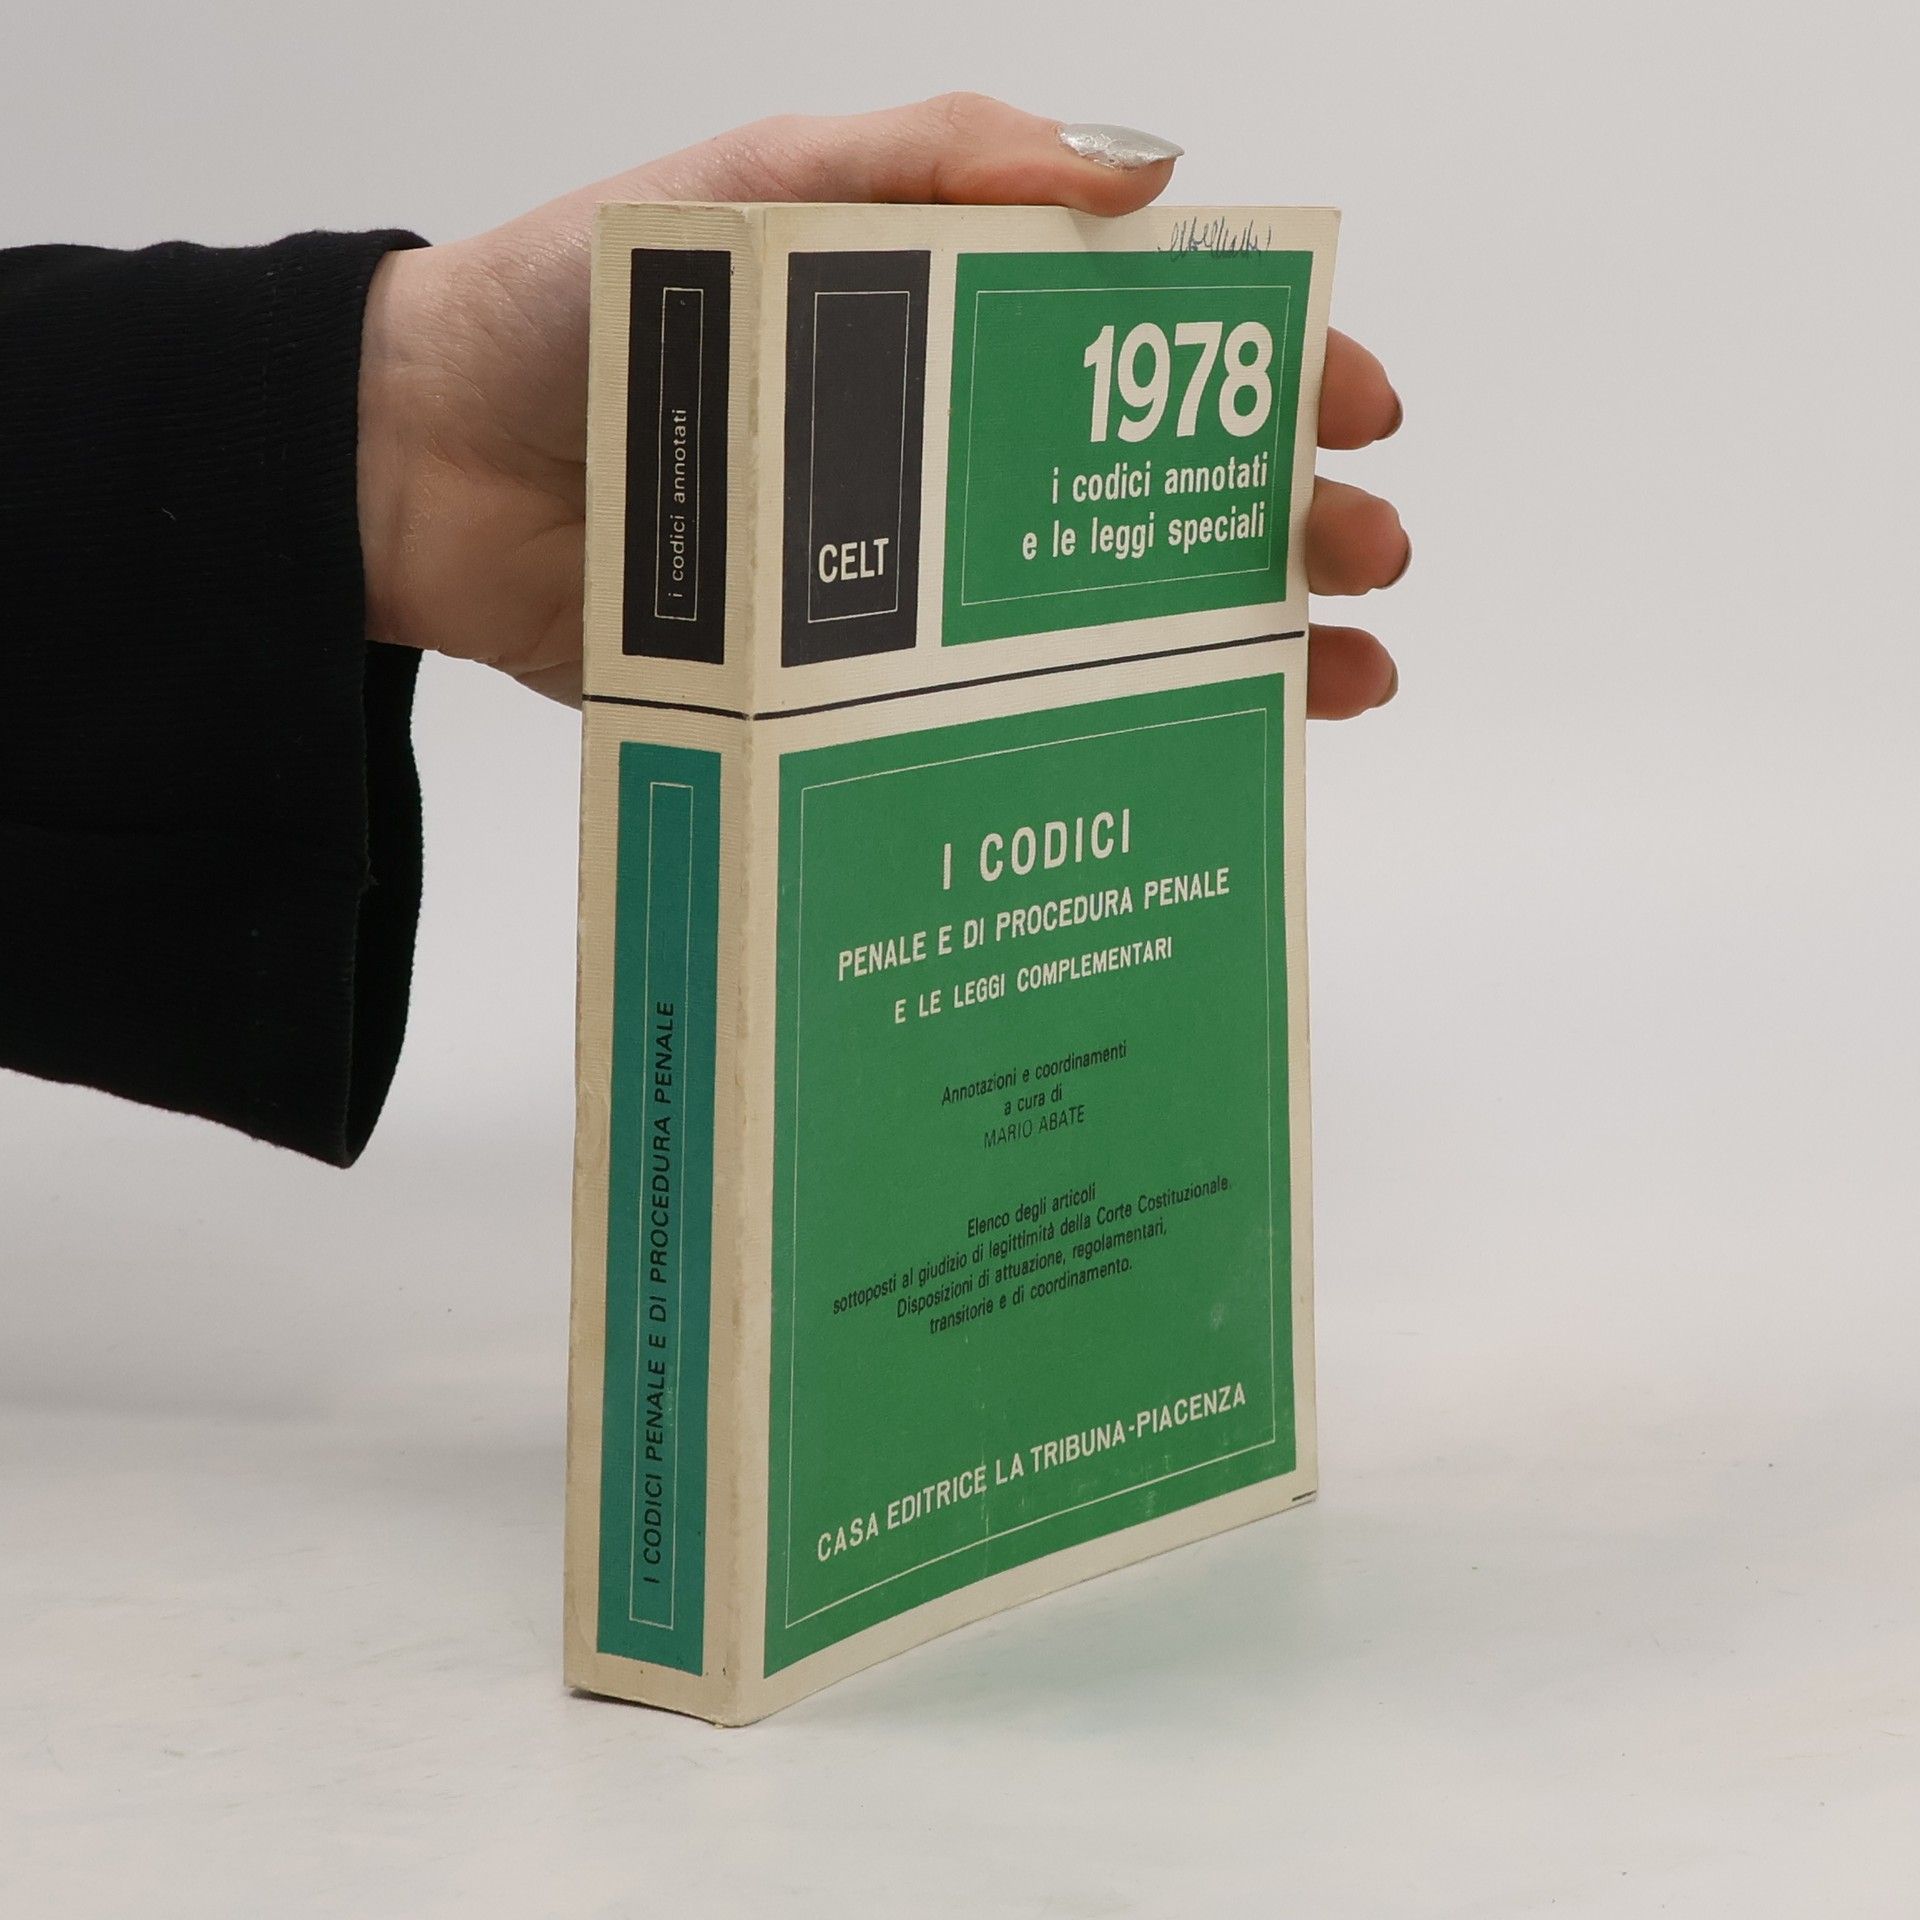 i codici annotati
I CODICI PENALE E DI PROCEDURA PENALE
CELT
1978
i codici annotati
e le leggi speciali
I CODICI
PENALE E DI PROCEDURA PENALE
E LE LEGGI COMPLEMENTARI
Annotazioni e coordinamenti
a cura di
MARIO ABATE
Elenco degli articoli
sottoposti al giudizio di legittimità della Corte Costituzionale.
Disposizioni di attuazione, regolamentari,
transitorie e di coordinamento.
CASA EDITRICE LA TRIBUNA-PIACENZA